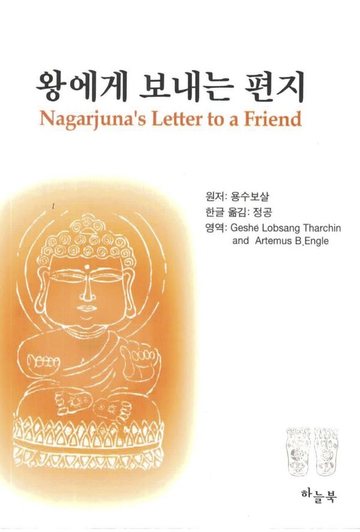 왕에게 보내는 편지
Nagarjuna's Letter to a Friend
원저: 용수보살
한글 옮김: 정공
영역: Geshé Lobsang Tharchin
and Artemus B.Engle
하늘북